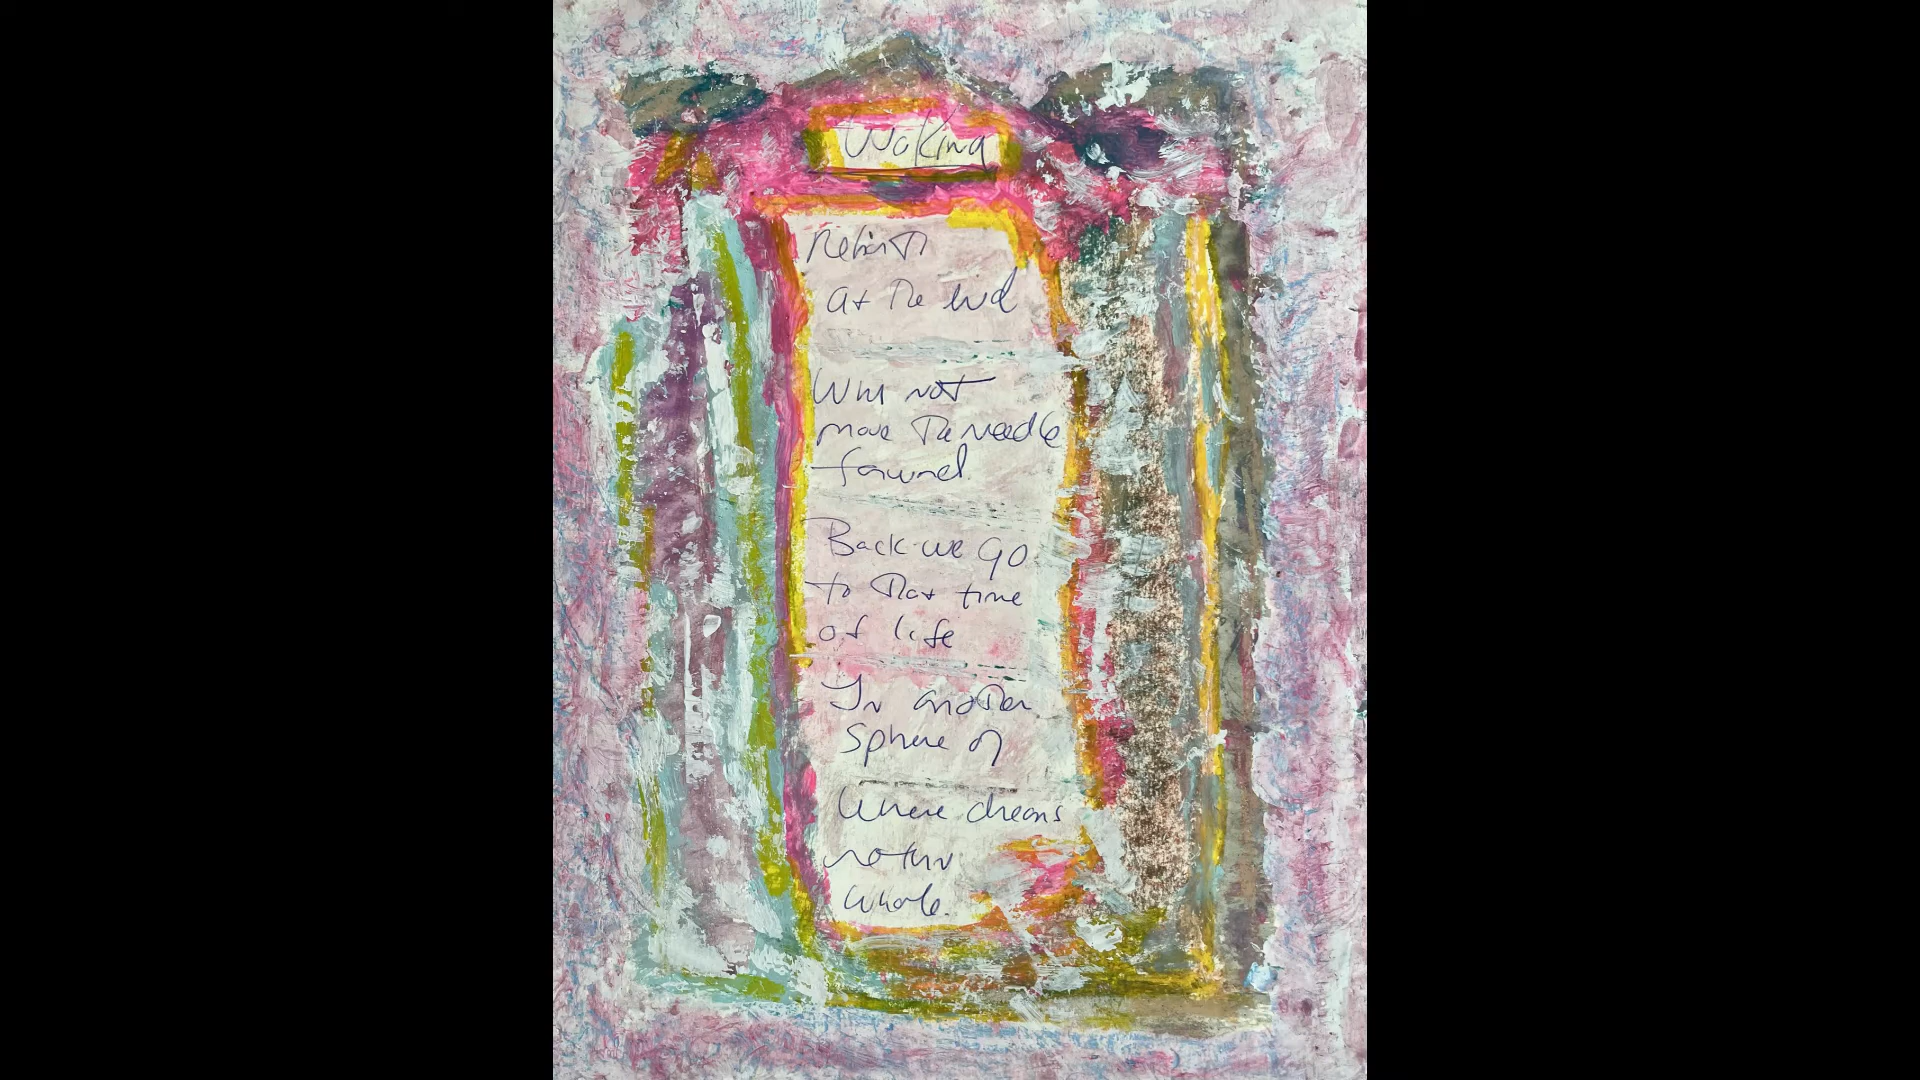 Waking
Rebirth
at the end
Will not
move the needle
forward.
Back we go
to that time
of life
In another
Sphere of
Where dreams
return
whole.